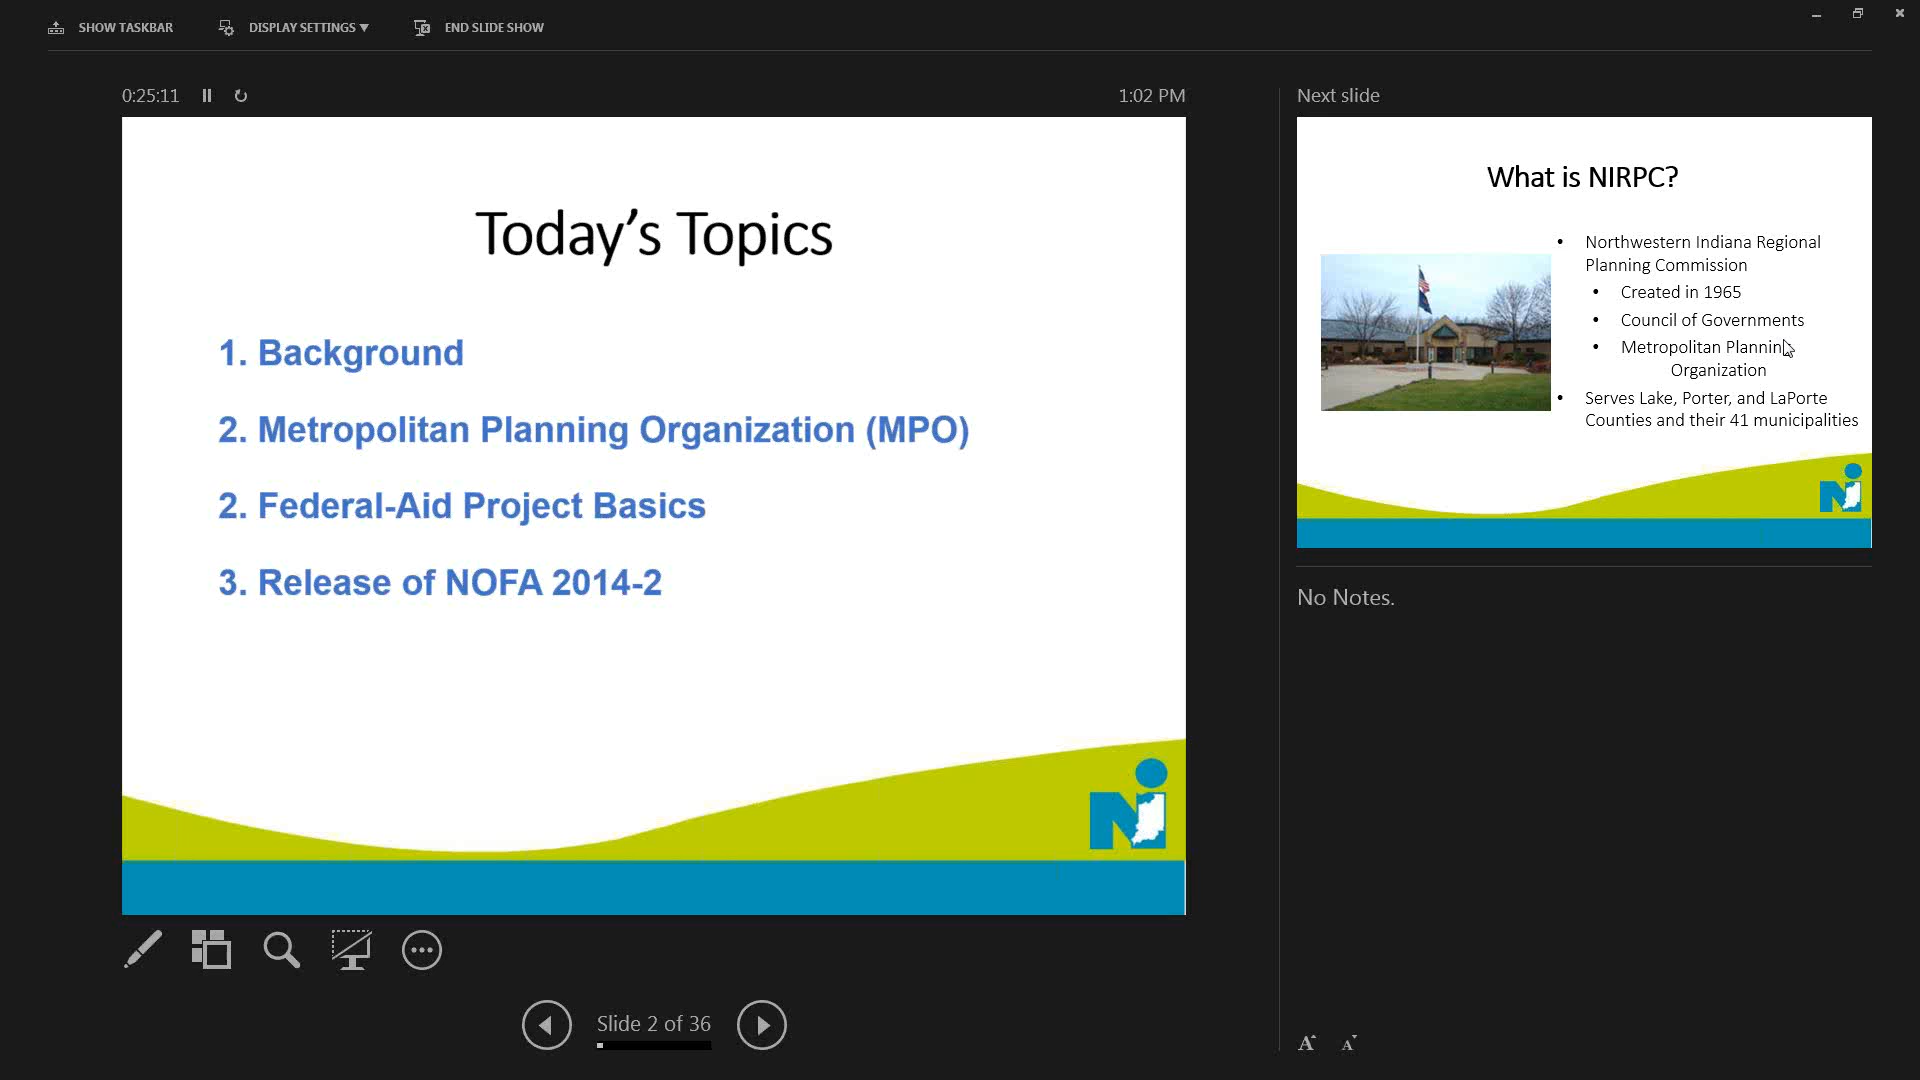 SHOW TASKBAR
DISPLAY SETTINGS
END SLIDE SHOW
0:25:11
1:02 PM
Today's Topics
1. Background
2. Metropolitan Planning Organization (MPO)
2. Federal-Aid Project Basics
3. Release of NOFA 2014-2
Ni
Slide 2 of 36
Next slide
What is NIRPC?
• Northwestern Indiana Regional
Planning Commission
• Created in 1965
• Council of Governments
• Metropolitan Planning
Organization
• Serves Lake, Porter, and LaPorte
Counties and their 41 municipalities
Ni
No Notes.
A A